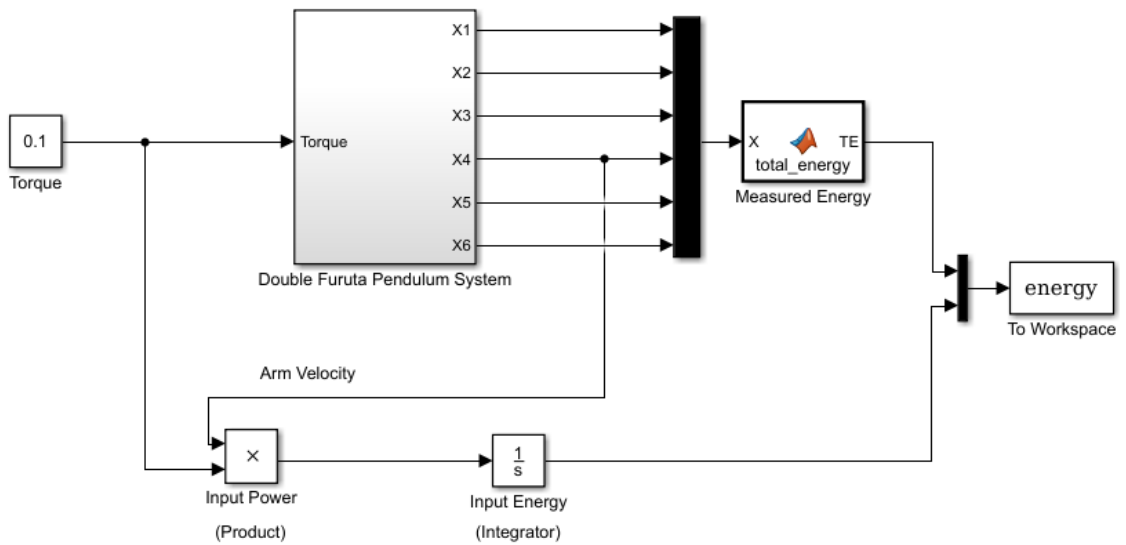 X1
X2
X3
X4
X5
X6
Torque
Double Furuta Pendulum System
0.1
Torque
X TE
total_energy
Measured Energy
energy
To Workspace
Arm Velocity
×
Input Power
(Product)
1
s
Input Energy
(Integrator)